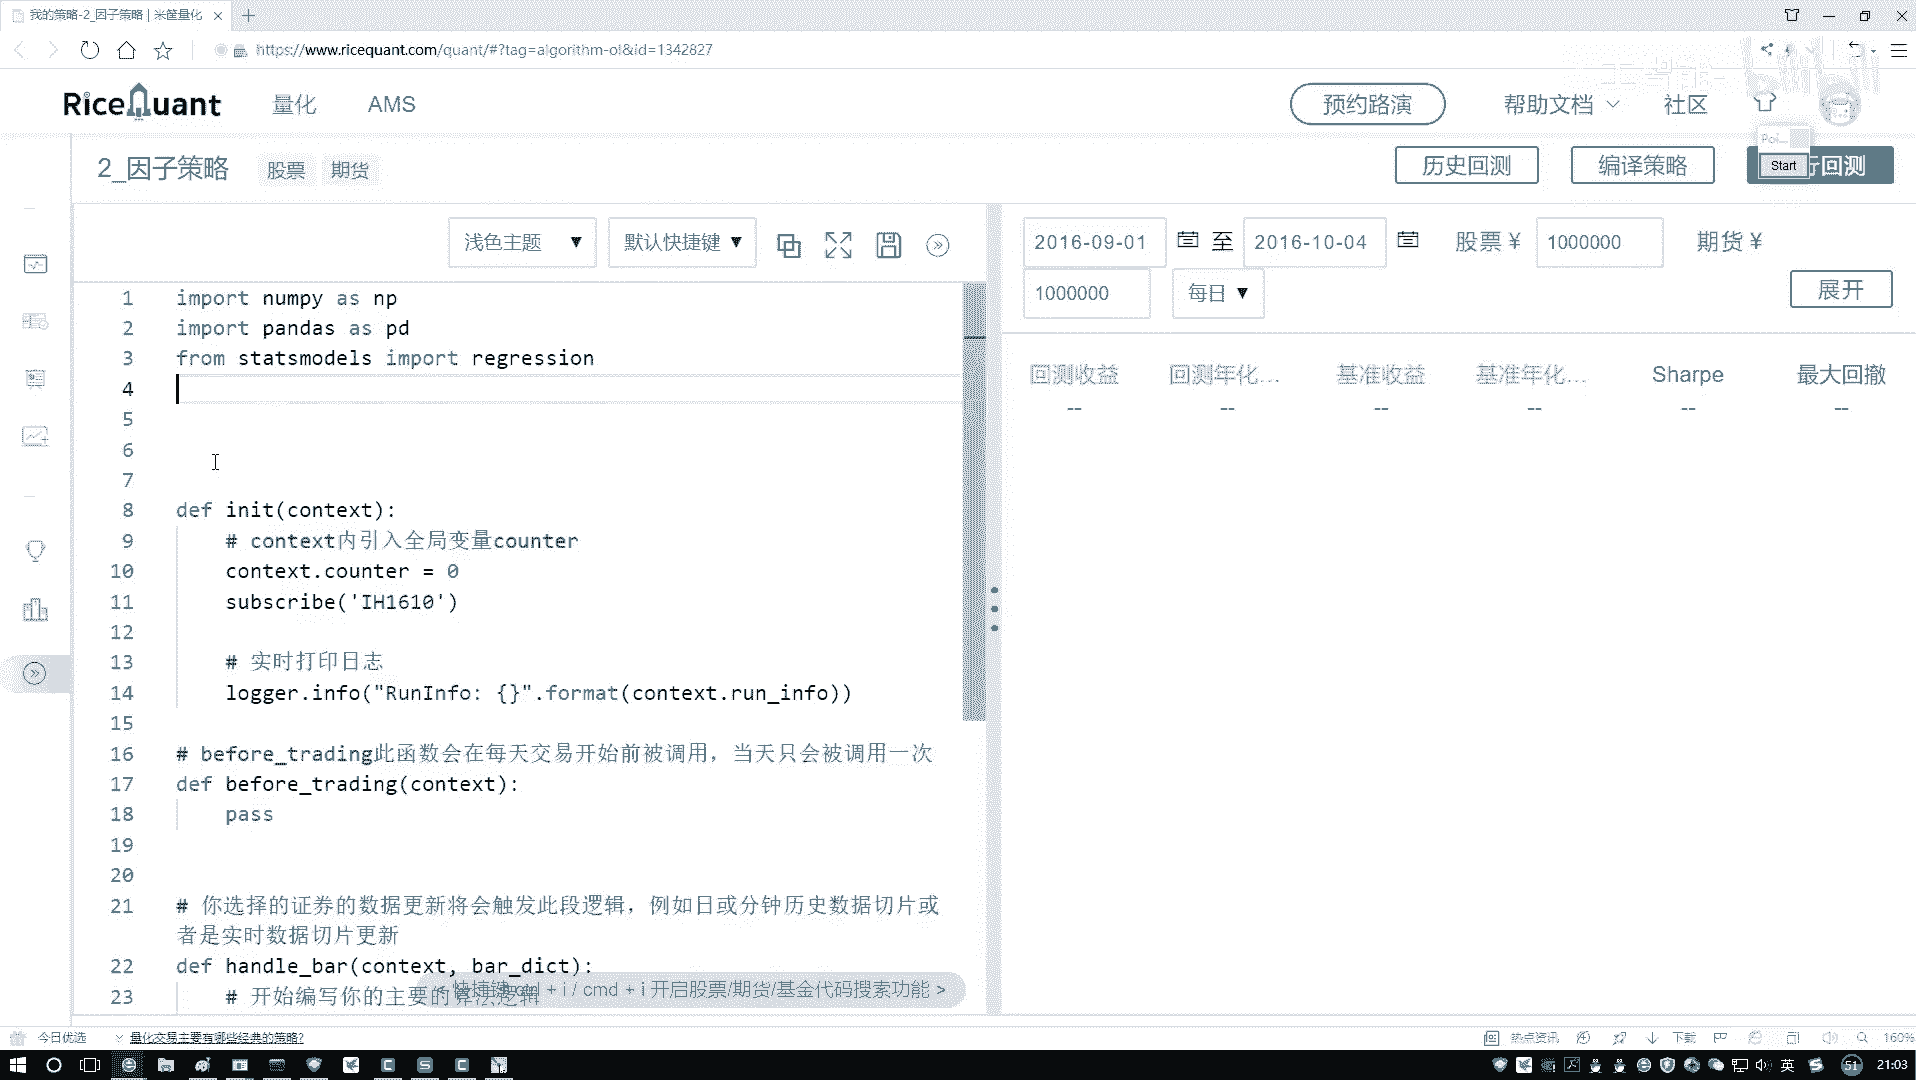 我的策略-2_因子策略 | 米筐量化
https://www.ricequant.com/quant/#?tag=algorithm-ol&id=1342827
RiceQuant 量化 AMS 预约路演 帮助文档 社区
2_因子策略 股票 期货 历史回测 编译策略 行回测
Start
浅色主题 默认快捷键
2016-09-01 至 2016-10-04 股票 ¥ 1000000 期货 ¥
1000000 每日 展开
回测收益 回测年化... 基准收益 基准年化... Sharpe 最大回撤
-- -- -- -- -- --
1 import numpy as np
2 import pandas as pd
3 from statsmodels import regression
4
5
6
7
8 def init(context):
9 # context内引入全局变量counter
10 context.counter = 0
11 subscribe('IH1610')
12
13 # 实时打印日志
14 logger.info("RunInfo: {}".format(context.run_info))
15
16 # before_trading此函数会在每天交易开始前被调用，当天只会被调用一次
17 def before_trading(context):
18 pass
19
20
21 # 你选择的证券的数据更新将会触发此段逻辑，例如日或分钟历史数据切片或
者是实时数据切片更新
22 def handle_bar(context, bar_dict):
23 # 开始编写你的主要的算法逻辑
+ i / cmd + i 开启股票/期货/基金代码搜索功能 >
今日优选 量化交易主要有哪些经典的策略? 热点资讯 下载 160%
英 51 21:03